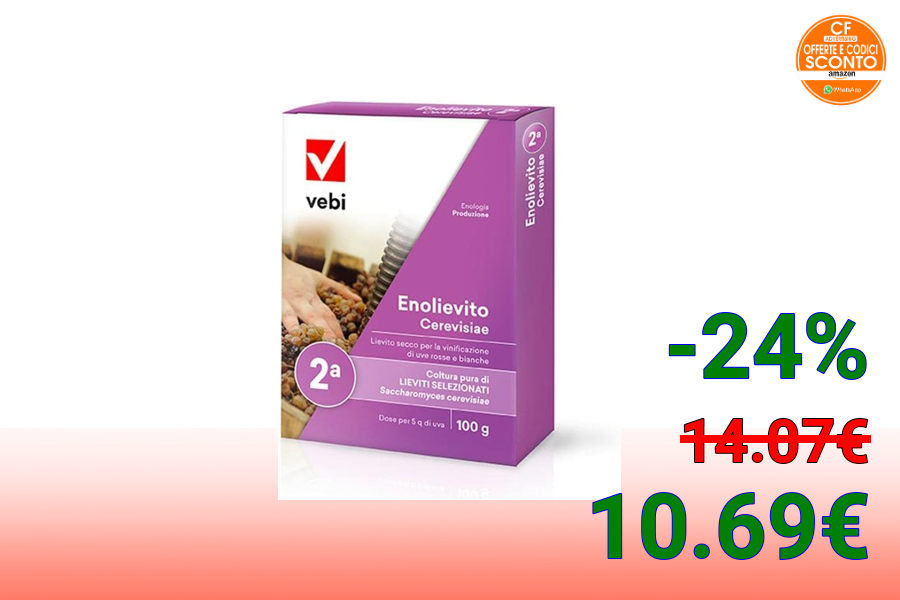 CF
ADVERTISING
OFFERTE E CODICI
SCONTO
amazon
WhatsApp
vebi
Enologia
Produzione
Enolievito
Cerevisiae
Lievito secco per la vinificazione
di uve rosse e bianche
2ª
Coltura pura di
LIEVITI SELEZIONATI
Saccharomyces cerevisiae
Dose per 5 q di uva
100 g
2ª
Enolievito
Cerevisiae
100 g
-24%
14.07€
10.69€